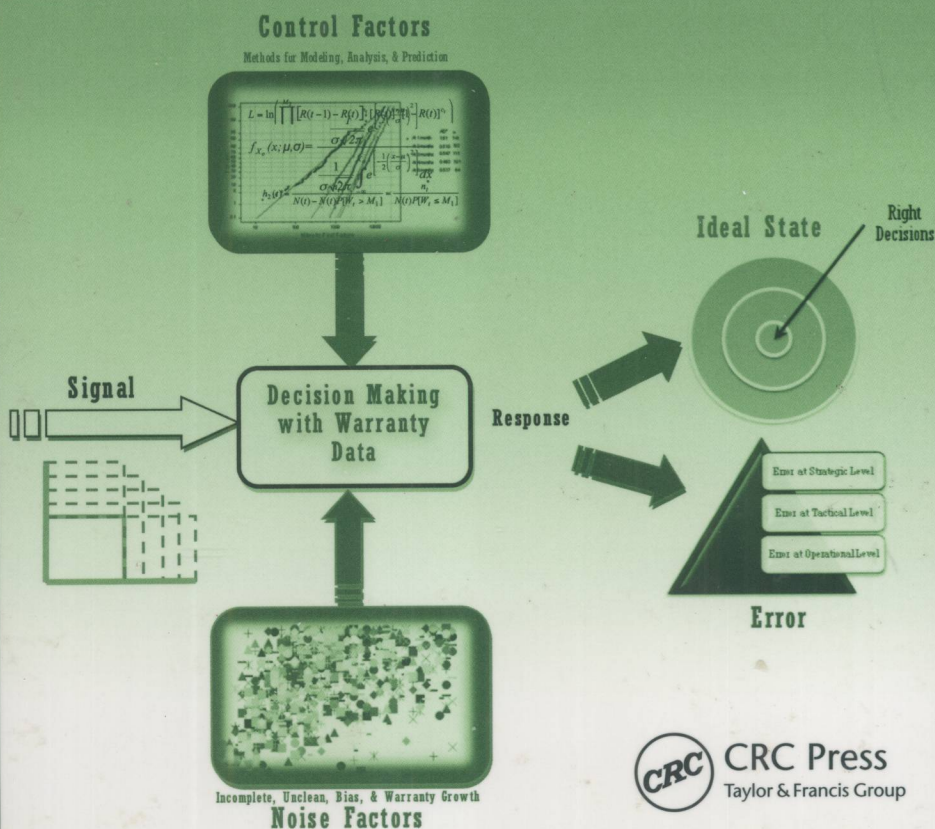 Control Factors
Methods for Modeling, Analysis, & Prediction
Ideal State
Right
Decisions
Signal
Decision Making
with Warranty
Data
Response
Error at Strategic Level
Error at Tactical Level
Error at Operational Level
Error
Incomplete, Unclean, Bias, & Warranty Growth
Noise Factors
CRC
CRC Press
Taylor & Francis Group